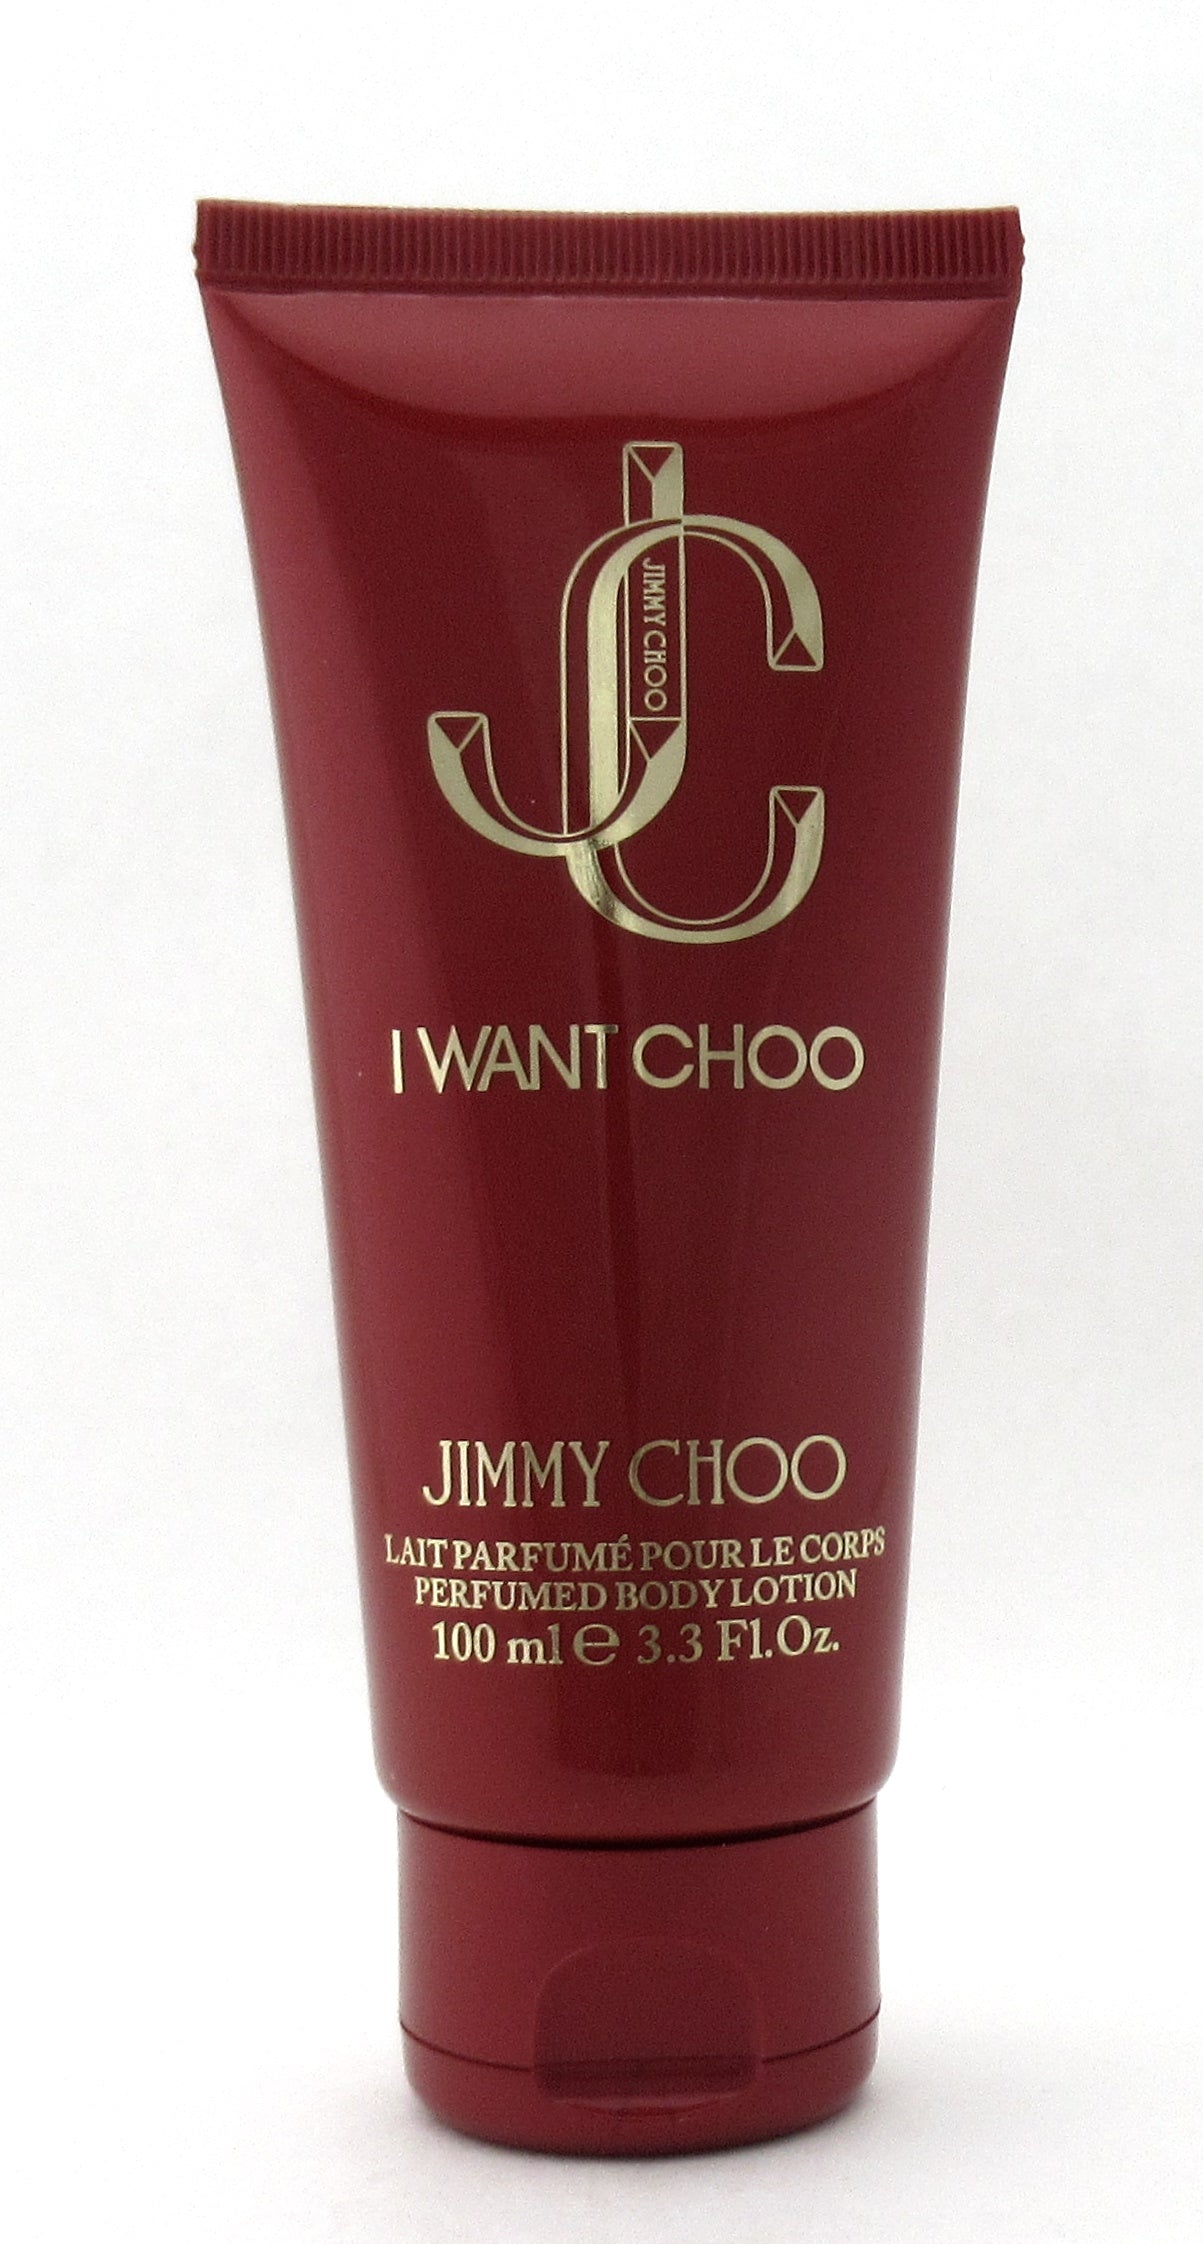 JC
JIMMY CHOO
I WANT CHOO
JIMMY CHOO
LAIT PARFUMÉ POUR LE CORPS
PERFUMED BODY LOTION
100 ml ℮ 3.3 Fl.Oz.